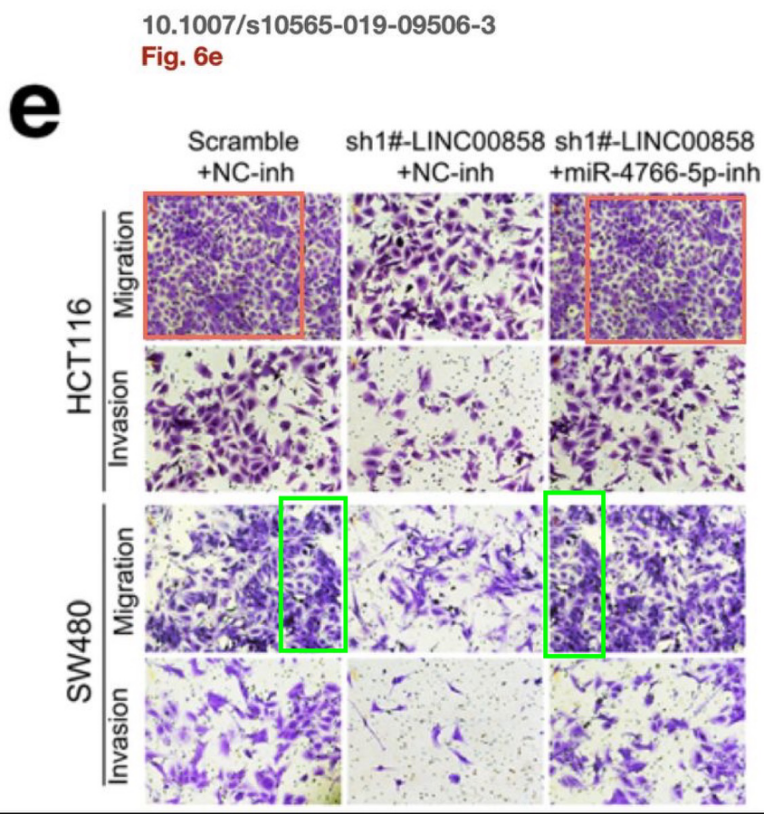 10.1007/s10565-019-09506-3
Fig. 6e
e
Scramble +NC-inh
sh1#-LINC00858 +NC-inh
sh1#-LINC00858 +miR-4766-5p-inh
HCT116
Migration
Invasion
SW480
Migration
Invasion